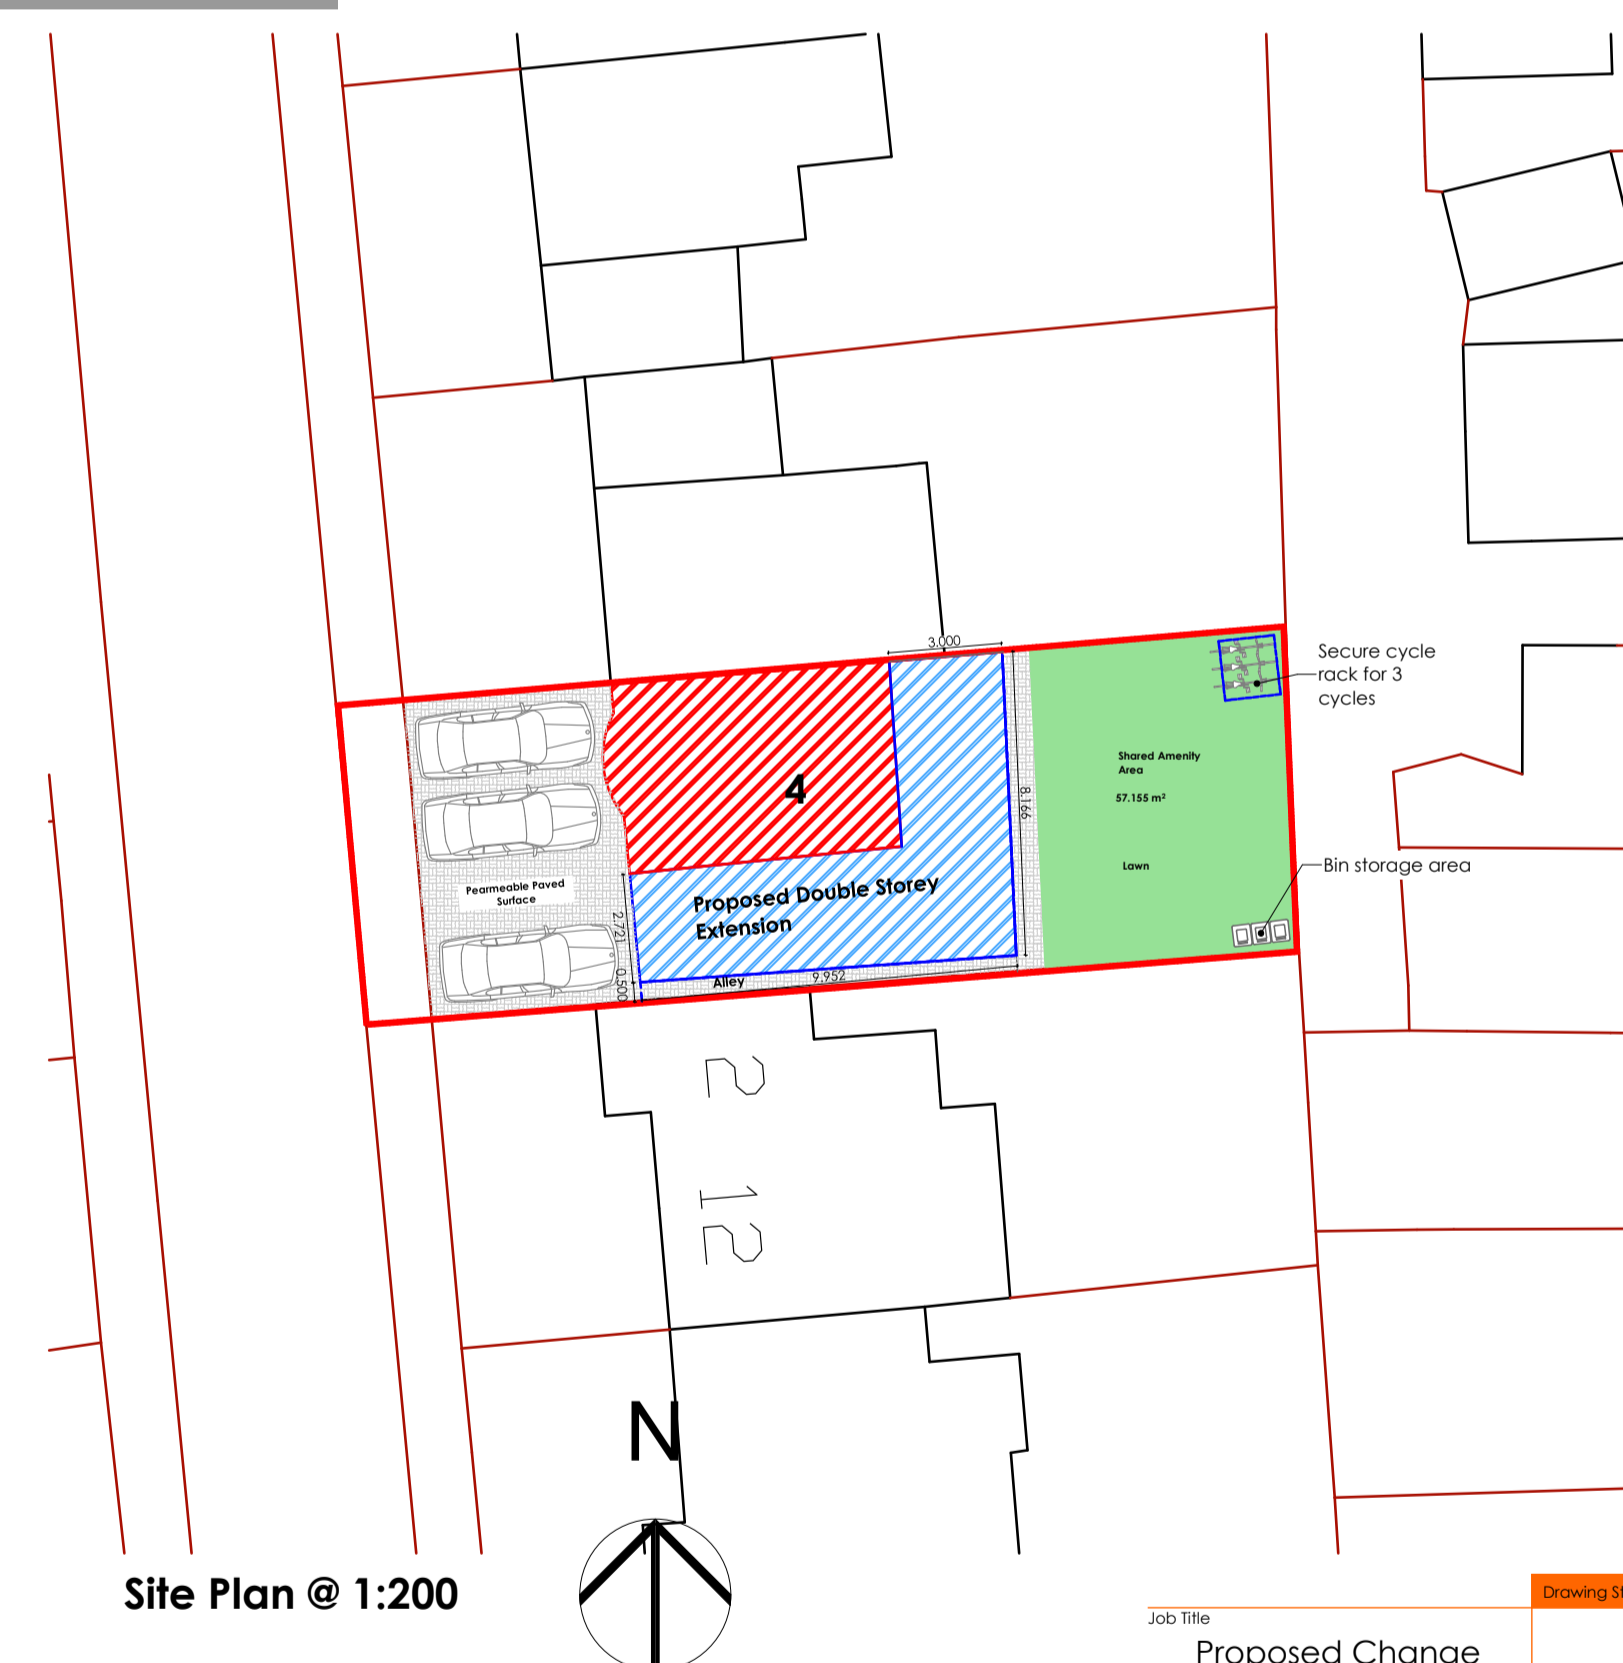 3.000
Secure cycle
rack for 3
cycles
Shared Amenity
Area
57.155 m²
8.166
4
Lawn
Bin storage area
Pearmeable Paved
Surface
Proposed Double Storey
Extension
2.721
0.500
Alley
9.952
2
12
N
Site Plan @ 1:200
Drawing St
Job Title
Proposed Change